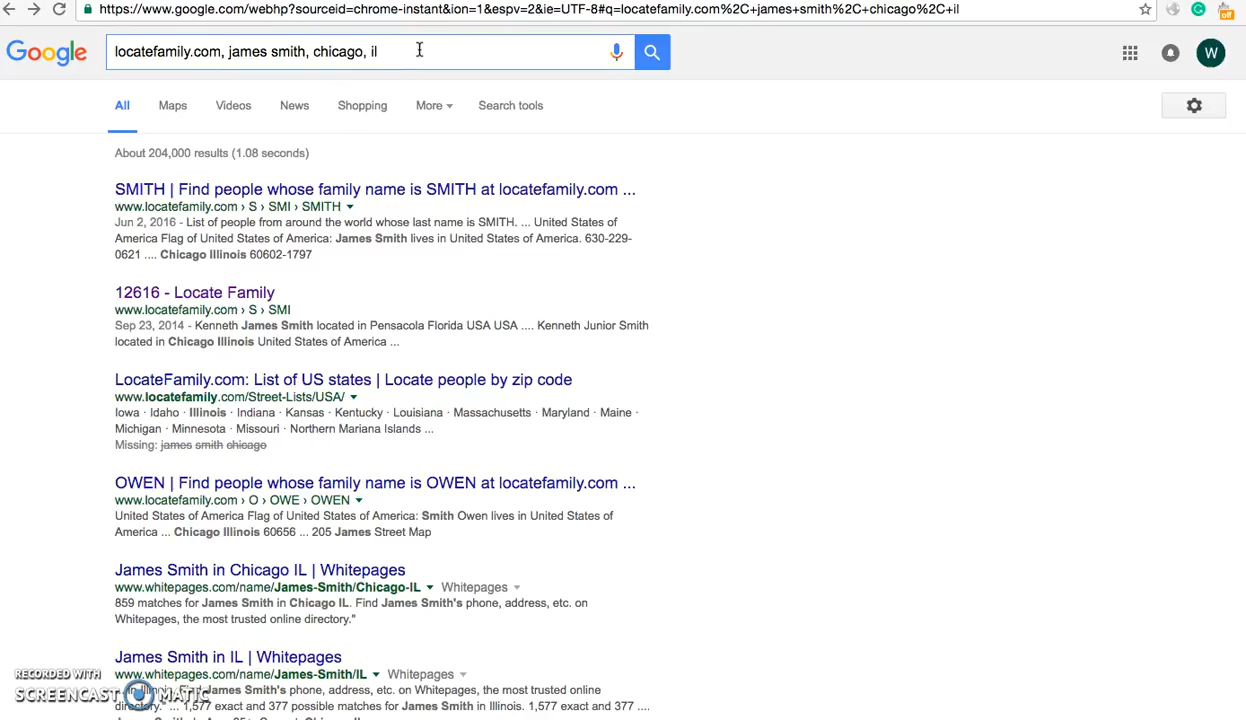 https://www.google.com/webhp?sourceid=chrome-instant&ion=1&espv=2&ie=UTF-8#q=locatefamily.com%2C+james+smith%2C+chicago%2C+il
off
Google
locatefamily.com, james smith, chicago, il
W
All Maps Videos News Shopping More Search tools
About 204,000 results (1.08 seconds)
SMITH | Find people whose family name is SMITH at locatefamily.com ...
www.locatefamily.com › S › SMI › SMITH
Jun 2, 2016 - List of people from around the world whose last name is SMITH. ... United States of
America Flag of United States of America: James Smith lives in United States of America. 630-229-
0621 .... Chicago Illinois 60602-1797
12616 - Locate Family
www.locatefamily.com › S › SMI
Sep 23, 2014 - Kenneth James Smith located in Pensacola Florida USA USA .... Kenneth Junior Smith
located in Chicago Illinois United States of America ...
LocateFamily.com: List of US states | Locate people by zip code
www.locatefamily.com/Street-Lists/USA/
Iowa · Idaho · Illinois · Indiana · Kansas · Kentucky · Louisiana · Massachusetts · Maryland · Maine ·
Michigan · Minnesota · Missouri · Northern Mariana Islands ...
Missing: james smith chicago
OWEN | Find people whose family name is OWEN at locatefamily.com ...
www.locatefamily.com › O › OWE › OWEN
United States of America Flag of United States of America: Smith Owen lives in United States of
America ... Chicago Illinois 60656 ... 205 James Street Map
James Smith in Chicago IL | Whitepages
www.whitepages.com/name/James-Smith/Chicago-IL Whitepages
859 matches for James Smith in Chicago IL. Find James Smith's phone, address, etc. on
Whitepages, the most trusted online directory."
James Smith in IL | Whitepages
www.whitepages.com/name/James-Smith/IL Whitepages
RECORDED WITH
SCREENCAST MATIC
in Illinois. Find James Smith's phone, address, etc. on Whitepages, the most trusted online
directory." ... 1,577 exact and 377 possible matches for James Smith in Illinois. 1,577 exact and 377 ....